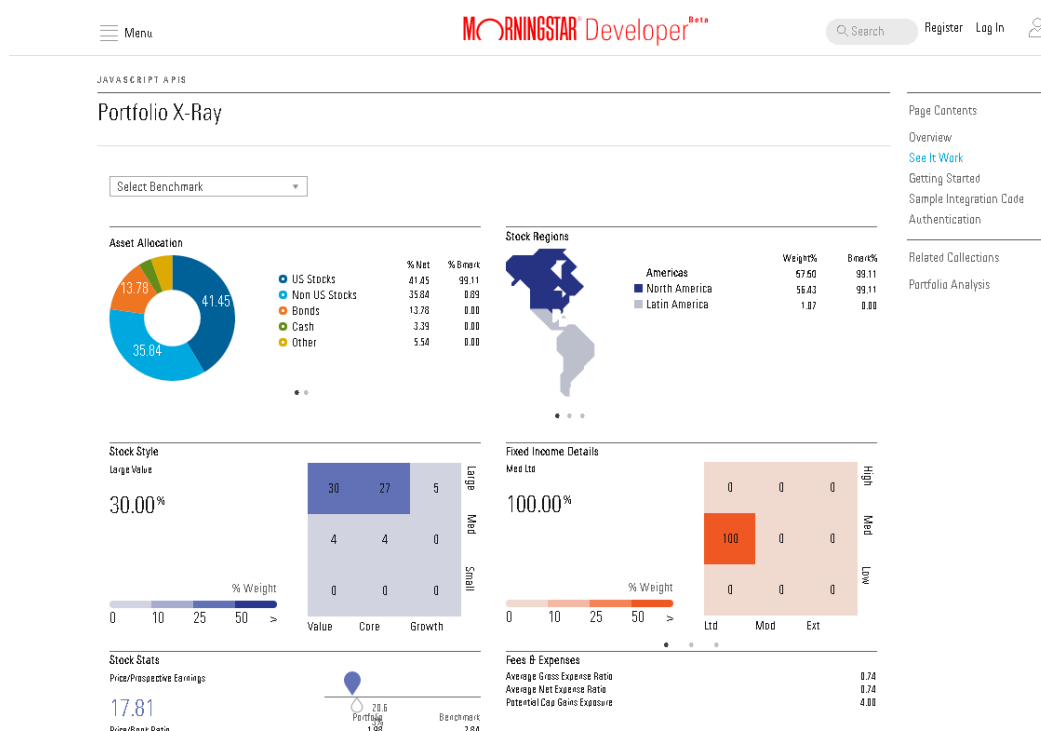 Menu
MORNINGSTAR® Developer Beta
Search
Register Log In
JAVASCRIPT APIS
Portfolio X-Ray
Page Contents
Overview
See It Work
Getting Started
Sample Integration Code
Authentication
Related Collections
Portfolio Analysis
Select Benchmark
Asset Allocation
13.78
41.45
35.84
% Net % Bmark
US Stocks 41.45 99.11
Non US Stocks 35.84 0.89
Bonds 13.78 0.00
Cash 3.39 0.00
Other 5.54 0.00
Stock Regions
Weight% Bmark%
Americas 57.50 99.11
North America 56.43 99.11
Latin America 1.07 0.00
Stock Style
Large Value
30.00%
% Weight
0 10 25 50 >
30 27 5 Large
4 4 0 Med
0 0 0 Small
Value Core Growth
Fixed Income Details
Med Ltd
100.00%
% Weight
0 10 25 50 >
0 0 0 High
100 0 0 Med
0 0 0 Low
Ltd Mod Ext
Stock Stats
Price/Prospective Earnings
17.81
20.6
Portfolio Benchmark
Price/Book Ratio 1.98 2.84
Fees & Expenses
Average Gross Expense Ratio 0.74
Average Net Expense Ratio 0.74
Potential Cap Gains Exposure 4.00